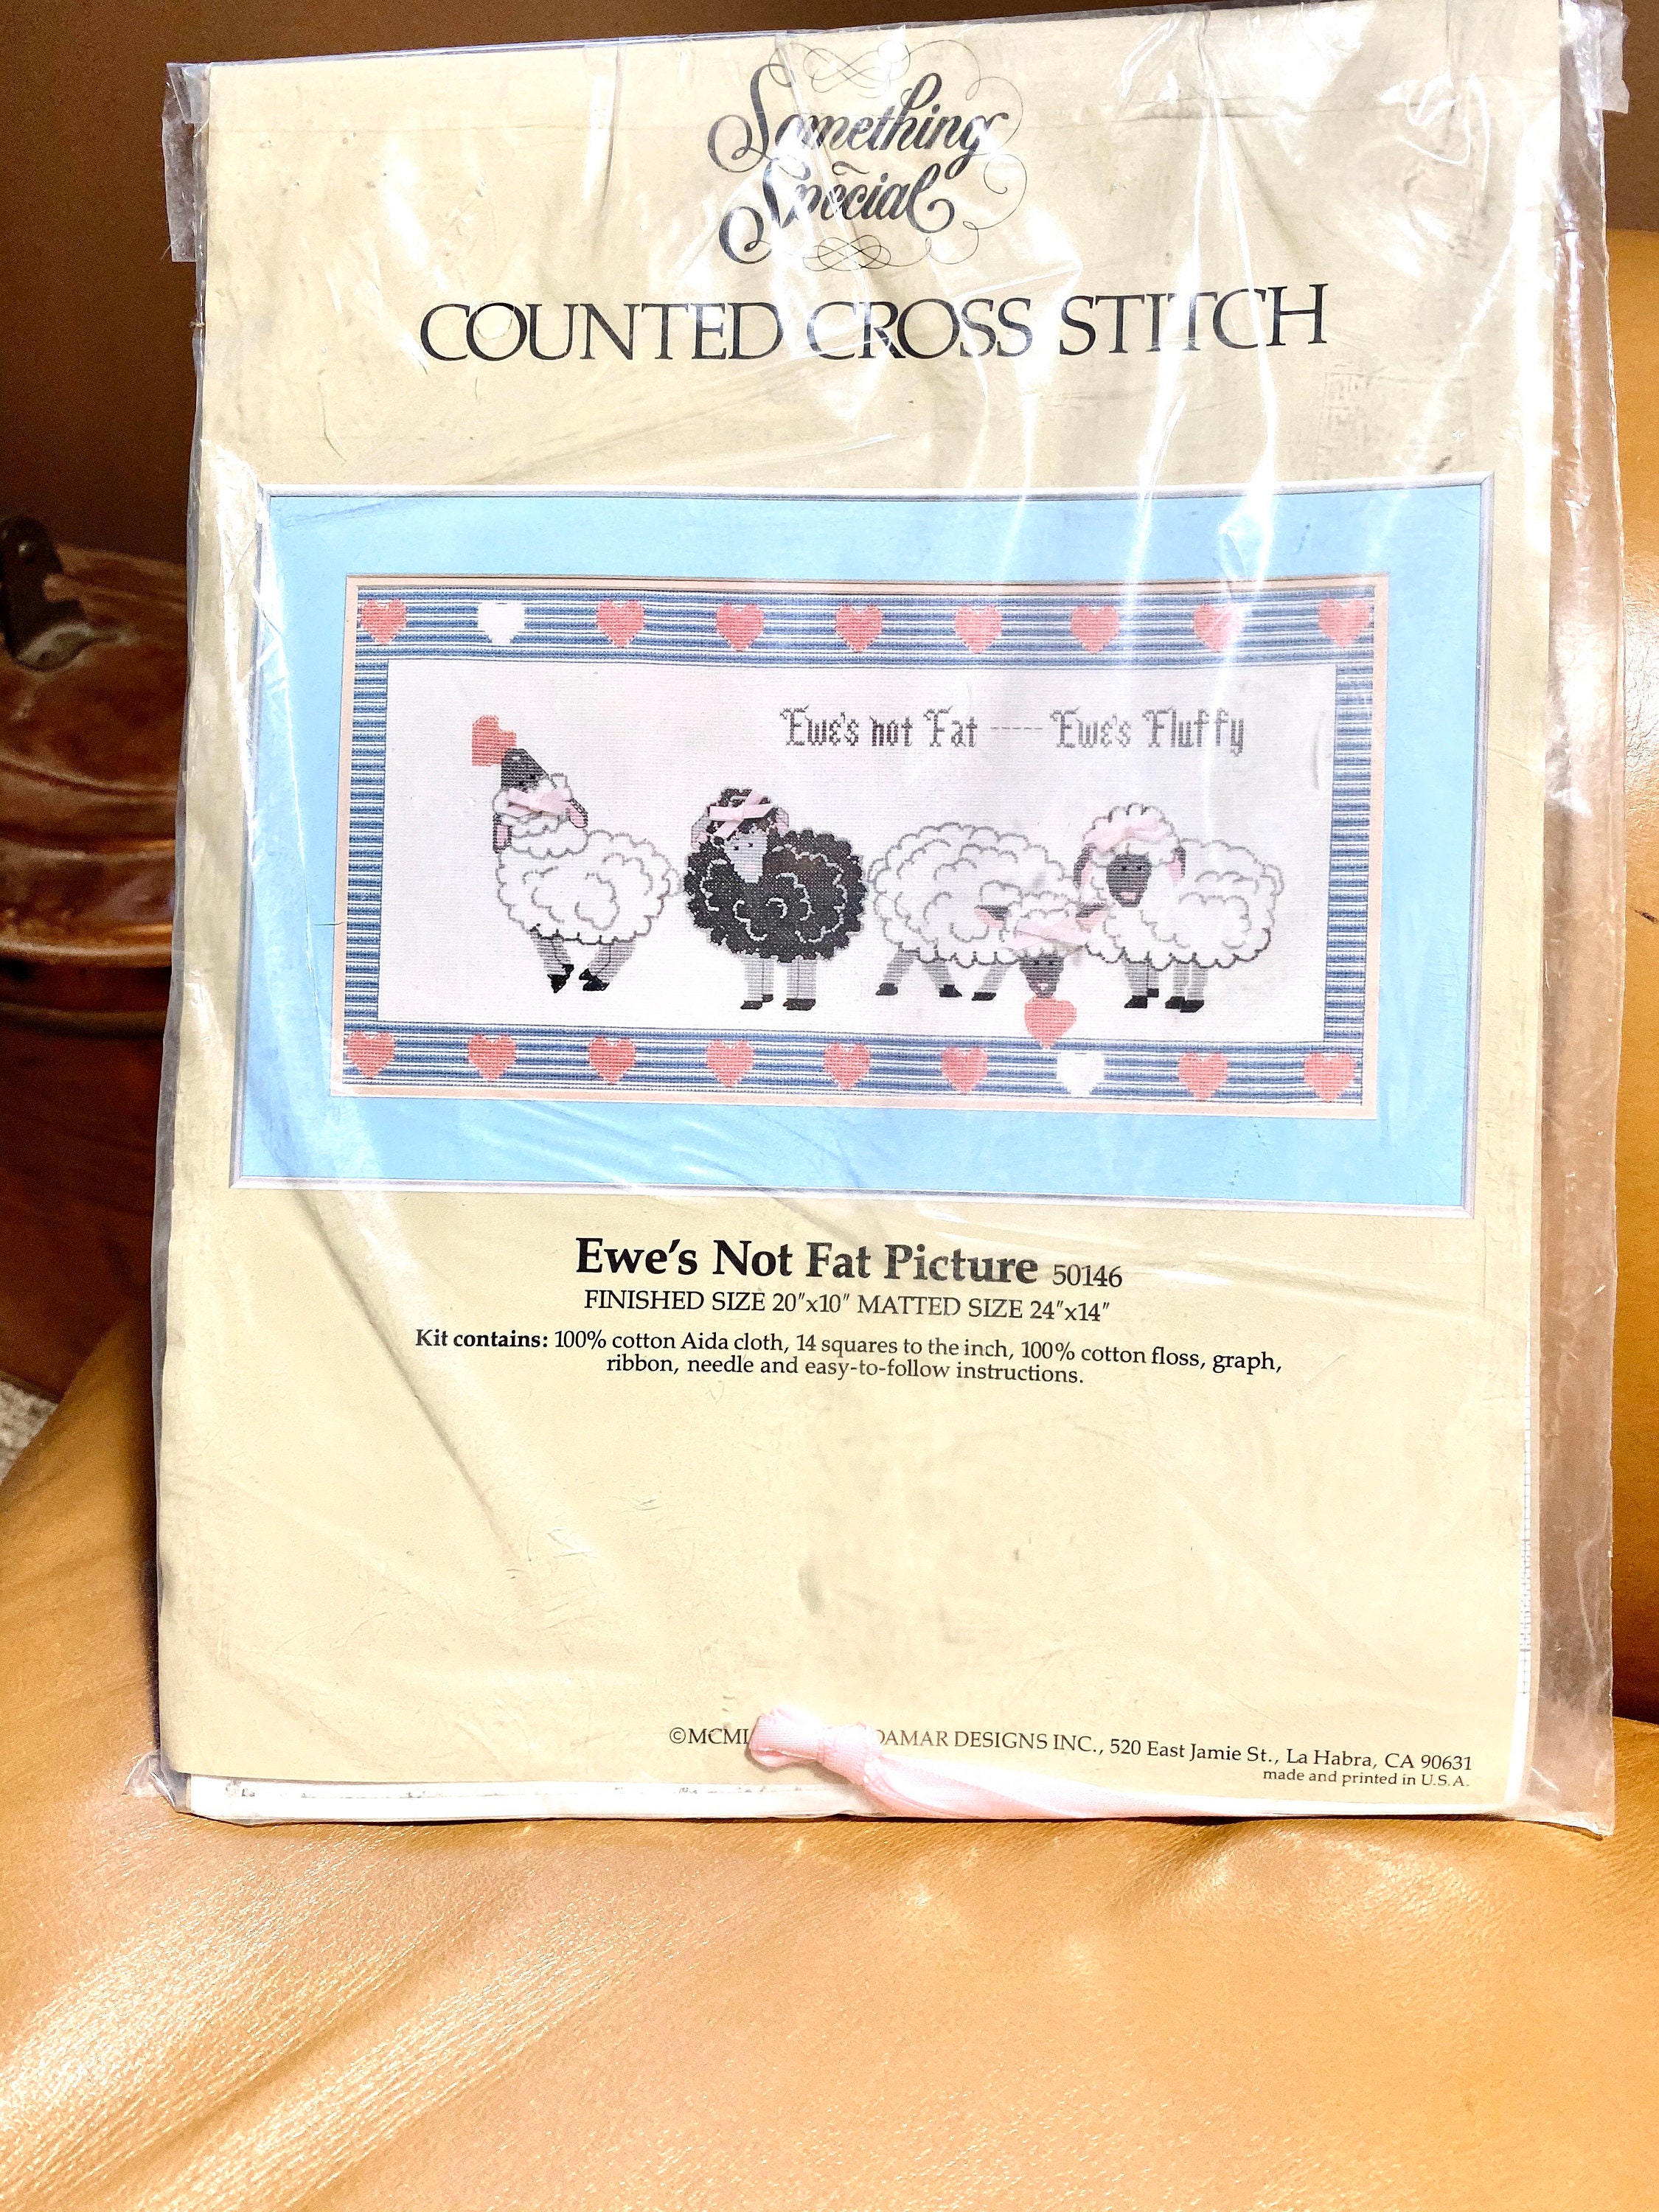 Something
Special
COUNTED CROSS STITCH
Ewe's not Fat ----- Ewe's Fluffy
Ewe's Not Fat Picture 50146
FINISHED SIZE 20"x10" MATTED SIZE 24"x14"
Kit contains: 100% cotton Aida cloth, 14 squares to the inch, 100% cotton floss, graph,
ribbon, needle and easy-to-follow instructions.
DESIGNS INC., 520 East Jamie St., La Habra, CA 90631
made and printed in U.S.A.